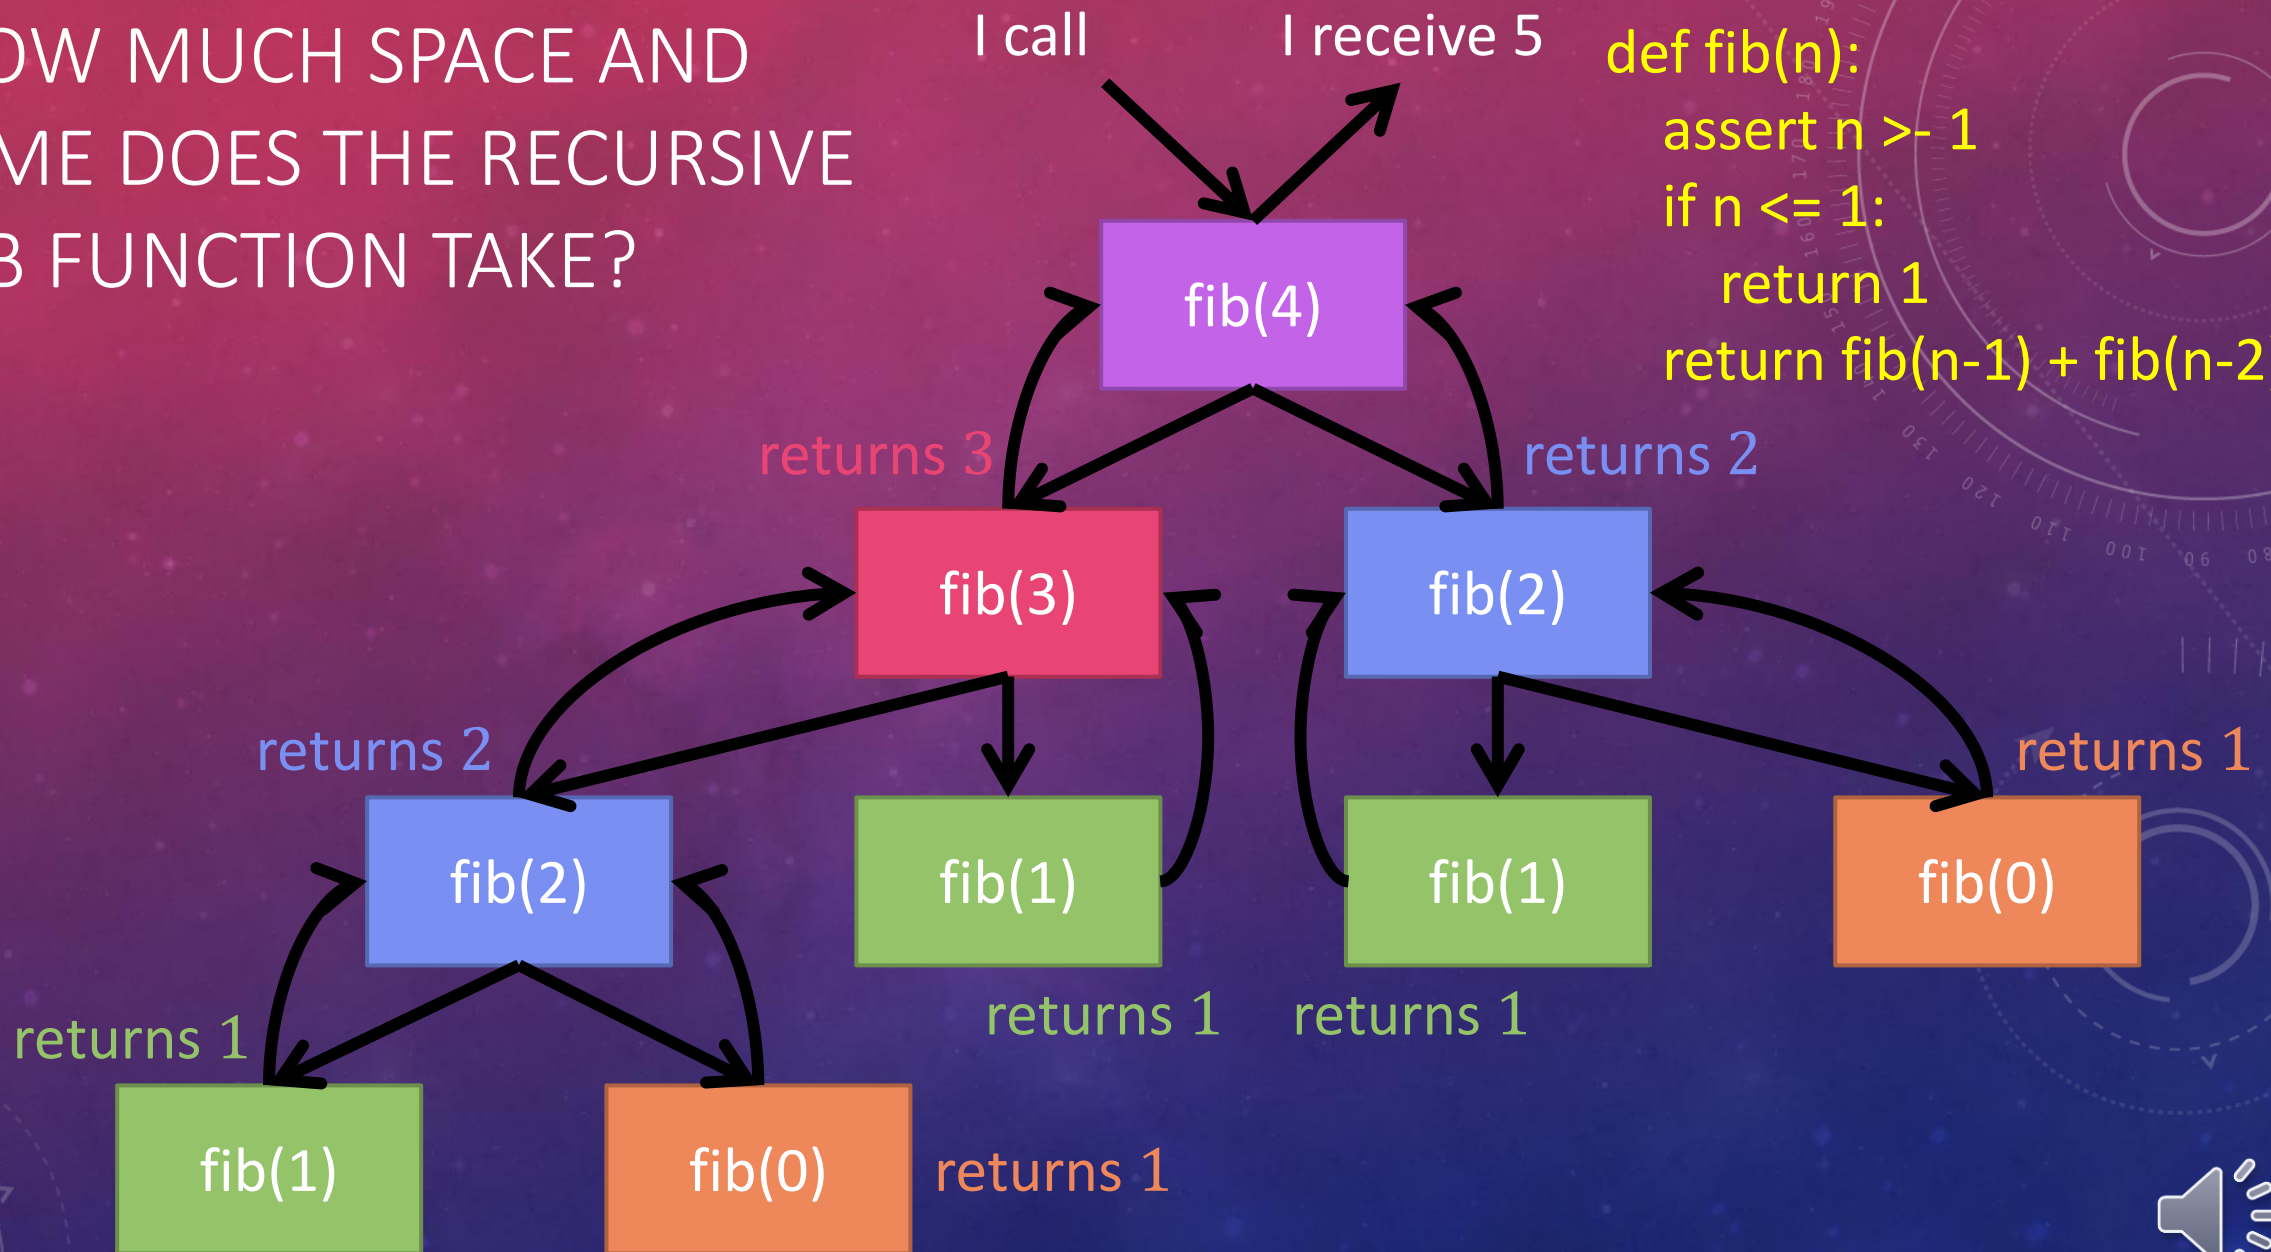 OW MUCH SPACE AND
ME DOES THE RECURSIVE
B FUNCTION TAKE?
I call
I receive 5
def fib(n):
assert n >- 1
if n <= 1:
return 1
return fib(n-1) + fib(n-2
fib(4)
returns 3
returns 2
fib(3)
fib(2)
returns 2
returns 1
fib(2)
fib(1)
fib(1)
fib(0)
returns 1
returns 1
returns 1
fib(1)
fib(0)
returns 1